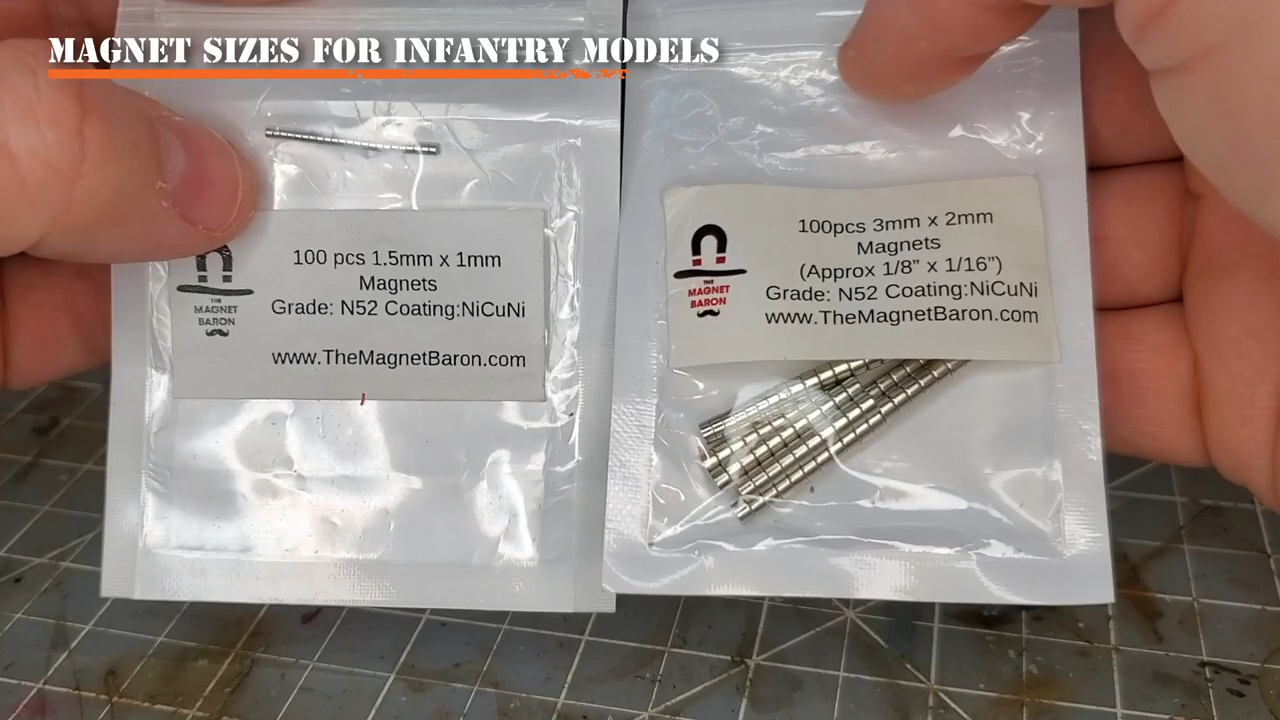 MAGNET SIZES FOR INFANTRY MODELS
100 pcs 1.5mm x 1mm
Magnets
Grade: N52 Coating:NiCuNi
www.TheMagnetBaron.com
THE
MAGNET
BARON
100pcs 3mm x 2mm
Magnets
(Approx 1/8” x 1/16”)
Grade: N52 Coating:NiCuNi
www.TheMagnetBaron.com
THE
MAGNET
BARON